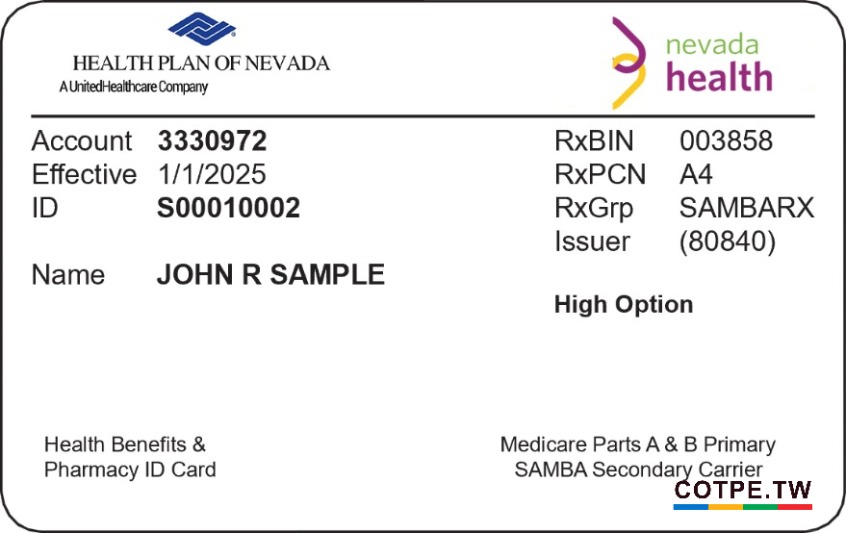 HEALTH PLAN OF NEVADA
A UnitedHealthcare Company
nevada
health
Account 3330972
Effective 1/1/2025
ID S00010002
Name JOHN R SAMPLE
RxBIN 003858
RxPCN A4
RxGrp SAMBARX
Issuer (80840)
High Option
Health Benefits &
Pharmacy ID Card
Medicare Parts A & B Primary
SAMBA Secondary Carrier
COTPE.TW